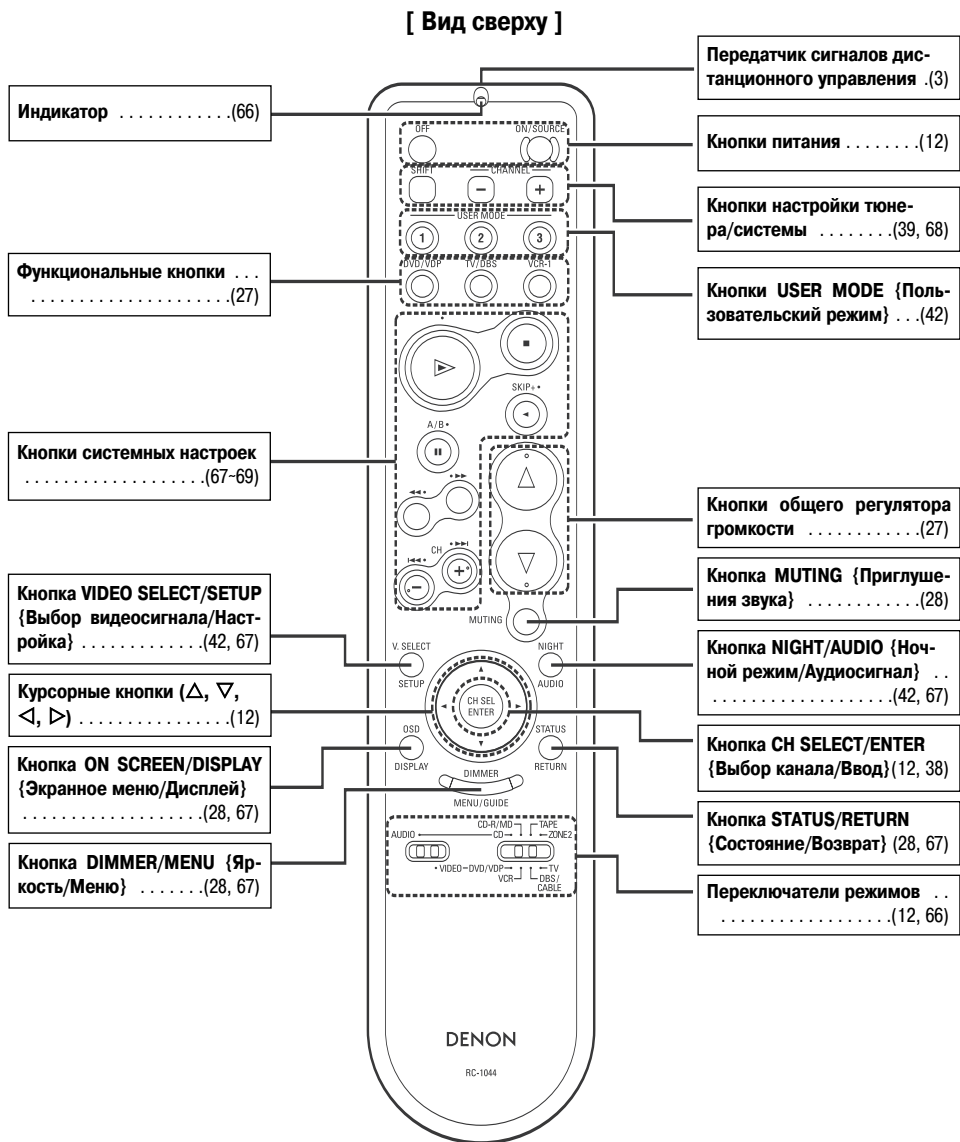 [ Вид сверху ]
Индикатор . . . . . . . . . . . .(66)
Функциональные кнопки . . .
. . . . . . . . . . . . . . . . . . . . .(27)
Кнопки системных настроек
. . . . . . . . . . . . . . . . . . .(67~69)
Кнопка VIDEO SELECT/SETUP
{Выбор видеосигнала/Наст-
ройка} . . . . . . . . . . . . .(42, 67)
Курсорные кнопки (△, ▽,
◁, ▷) . . . . . . . . . . . . . . . .(12)
Кнопка ON SCREEN/DISPLAY
{Экранное меню/Дисплей}
. . . . . . . . . . . . . . . . . . .(28, 67)
Кнопка DIMMER/MENU {Яр-
кость/Меню} . . . . . . .(28, 67)
OFF
ON/SOURCE
SHIFT
CHANNEL
− +
USER MODE
1 2 3
DVD/VDP TV/DBS VCR-1
SKIP+•
A/B•
◄◄• •►►
I◄◄• CH •►►I
− +
MUTING
V. SELECT
SETUP
NIGHT
AUDIO
CH SEL
ENTER
OSD
DISPLAY
STATUS
RETURN
DIMMER
MENU/GUIDE
CD-R/MD TAPE
AUDIO CD ZONE2
• VIDEO DVD/VDP TV
VCR DBS/
CABLE
DENON
RC-1044
Передатчик сигналов дис-
танционного управления .(3)
Кнопки питания . . . . . . . .(12)
Кнопки настройки тюне-
ра/системы . . . . . . . .(39, 68)
Кнопки USER MODE {Поль-
зовательский режим} . . .(42)
Кнопки общего регулятора
громкости . . . . . . . . . . . .(27)
Кнопка MUTING {Приглуше-
ния звука} . . . . . . . . . . . .(28)
Кнопка NIGHT/AUDIO {Ноч-
ной режим/Аудиосигнал} . .
. . . . . . . . . . . . . . . . . . .(42, 67)
Кнопка CH SELECT/ENTER
{Выбор канала/Ввод}(12, 38)
Кнопка STATUS/RETURN
{Состояние/Возврат} (28, 67)
Переключатели режимов . .
. . . . . . . . . . . . . . . . . .(12, 66)